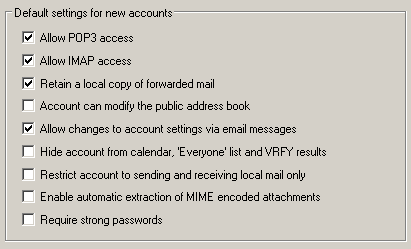 Default settings for new accounts
Allow POP3 access
Allow IMAP access
Retain a local copy of forwarded mail
Account can modify the public address book
Allow changes to account settings via email messages
Hide account from calendar, 'Everyone' list and VRFY results
Restrict account to sending and receiving local mail only
Enable automatic extraction of MIME encoded attachments
Require strong passwords